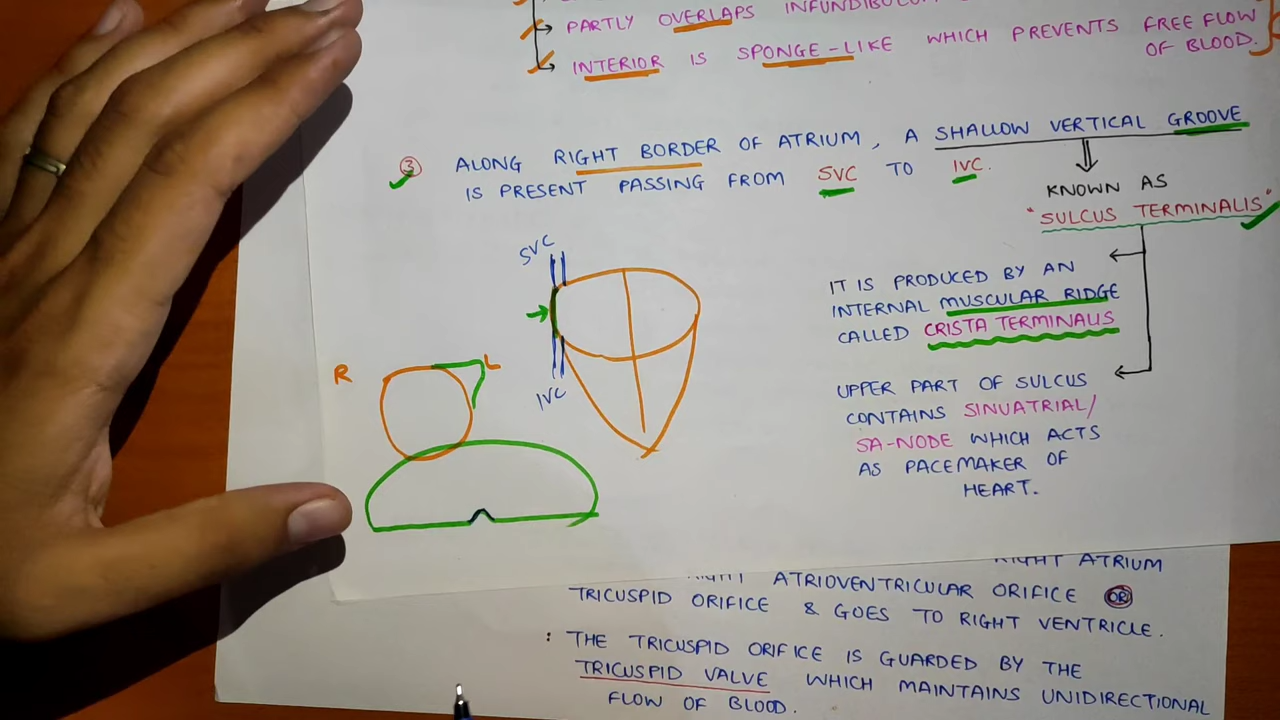 PARTLY OVERLAPS
INTERIOR IS SPONGE-LIKE WHICH PREVENTS FREE FLOW
OF BLOOD.
③ ALONG RIGHT BORDER OF ATRIUM, A SHALLOW VERTICAL GROOVE
IS PRESENT PASSING FROM SVC TO IVC.
KNOWN AS
"SULCUS TERMINALIS"
SVC
IT IS PRODUCED BY AN
INTERNAL MUSCULAR RIDGE
CALLED CRISTA TERMINALIS
R
L
IVC
UPPER PART OF SULCUS
CONTAINS SINUATRIAL/
SA-NODE WHICH ACTS
AS PACEMAKER OF
HEART.
RIGHT ATRIUM
ATRIOVENTRICULAR ORIFICE OR
TRICUSPID ORIFICE & GOES TO RIGHT VENTRICLE.
: THE TRICUSPID ORIFICE IS GUARDED BY THE
TRICUSPID VALVE WHICH MAINTAINS UNIDIRECTIONAL
FLOW OF BLOOD.